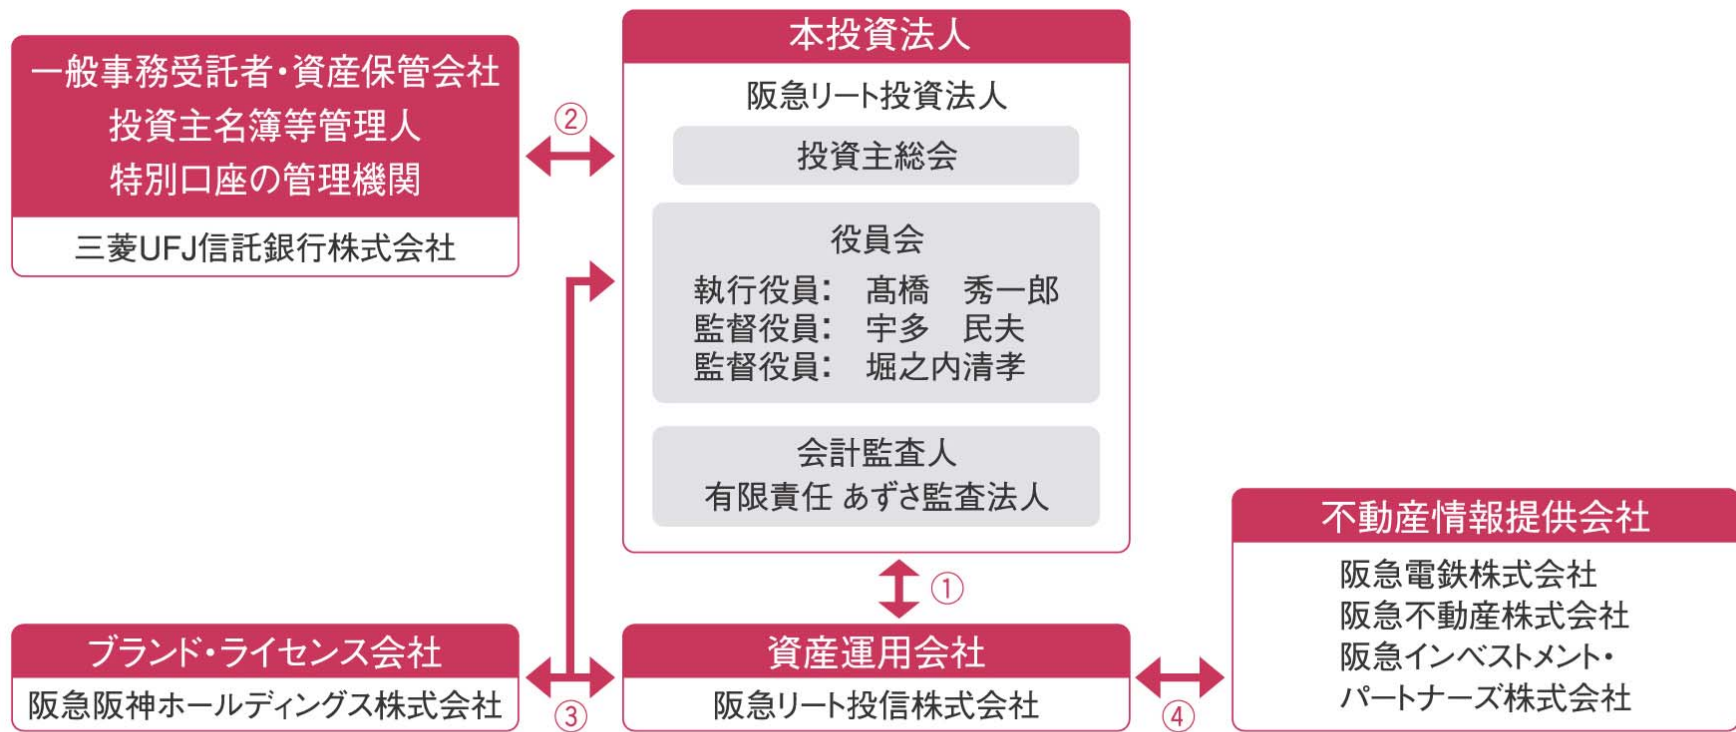 一般事務受託者・資産保管会社
投資主名簿等管理人
特別口座の管理機関
三菱UFJ信託銀行株式会社
②
本投資法人
阪急リート投資法人
投資主総会
役員会
執行役員： 髙橋 秀一郎
監督役員： 宇多 民夫
監督役員： 堀之内清孝
会計監査人
有限責任 あずさ監査法人
①
ブランド・ライセンス会社
阪急阪神ホールディングス株式会社
③
資産運用会社
阪急リート投信株式会社
④
不動産情報提供会社
阪急電鉄株式会社
阪急不動産株式会社
阪急インベストメント・
パートナーズ株式会社